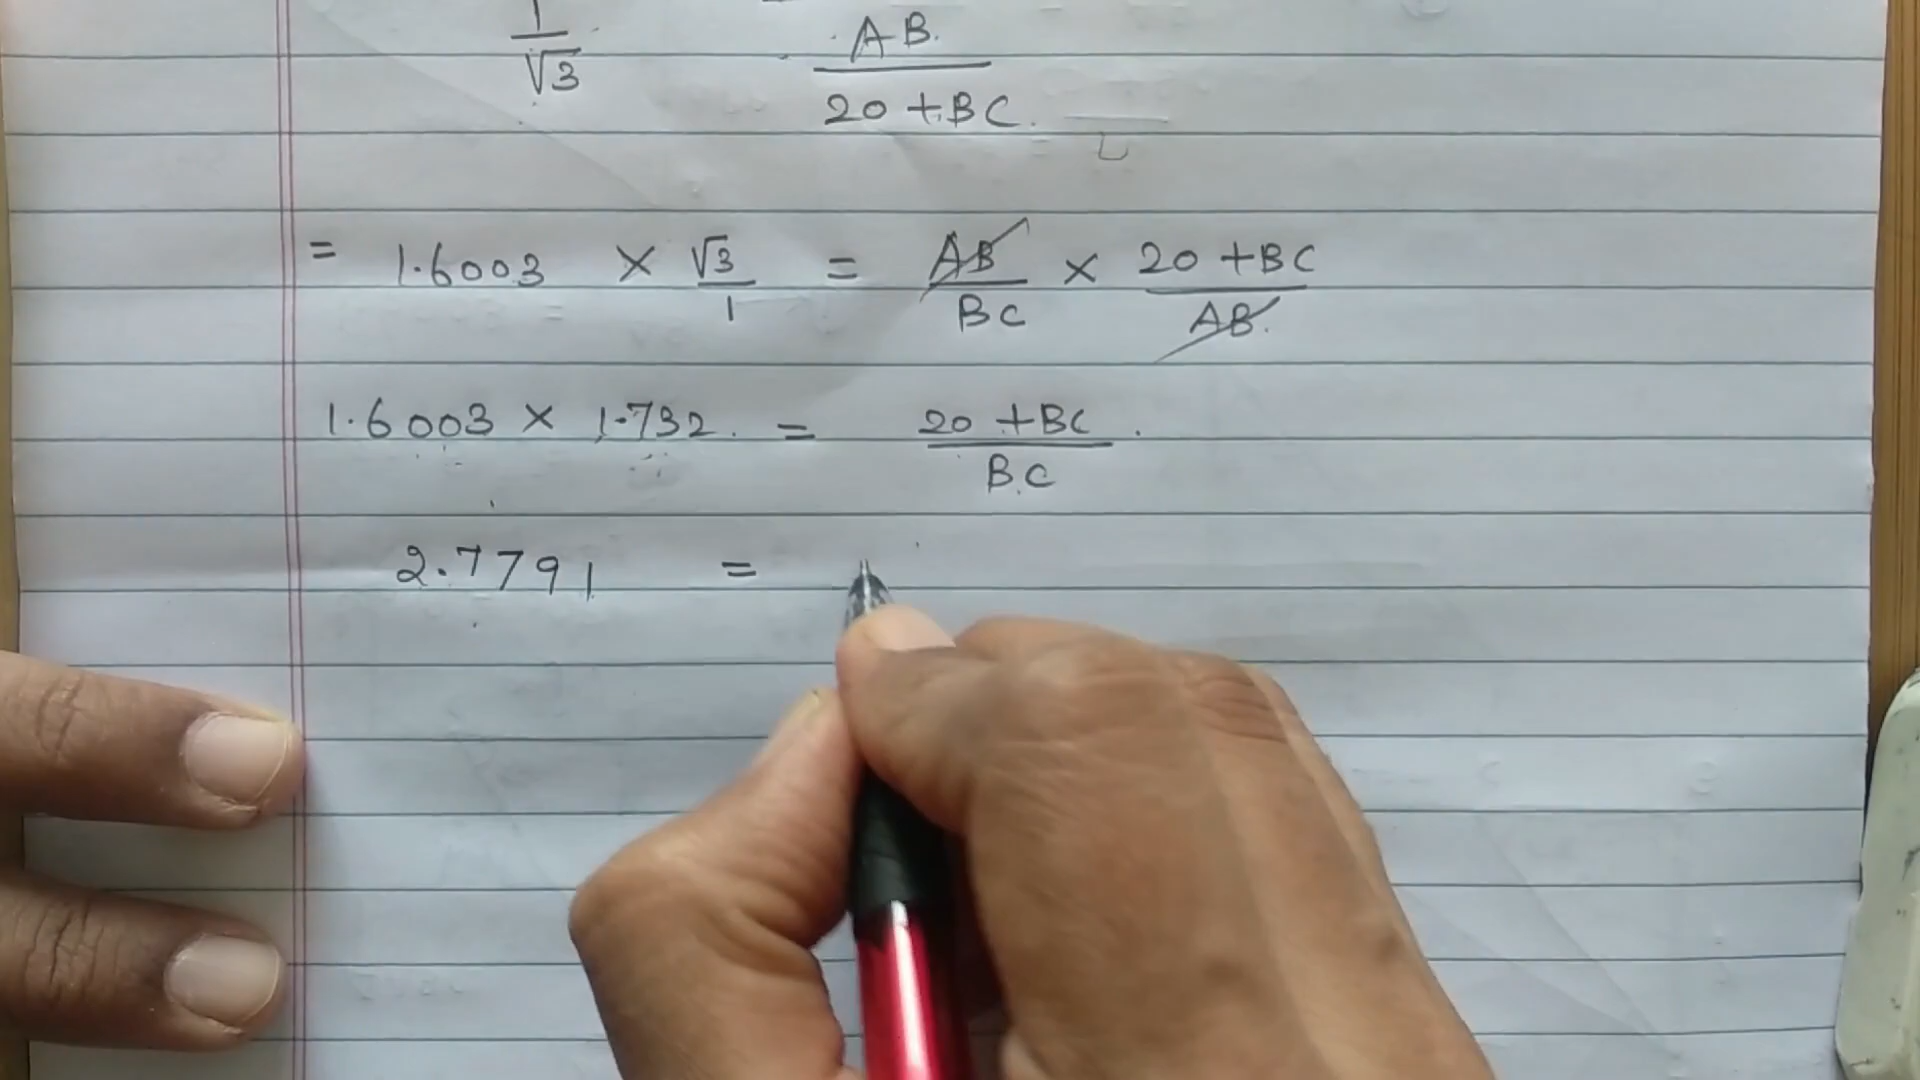 1/√3 = AB/20 + BC.
= 1.6003 × √3/1 = AB/BC × 20 + BC/AB.
1.6003 × 1.732. = 20 + BC/BC.
2.7791 =